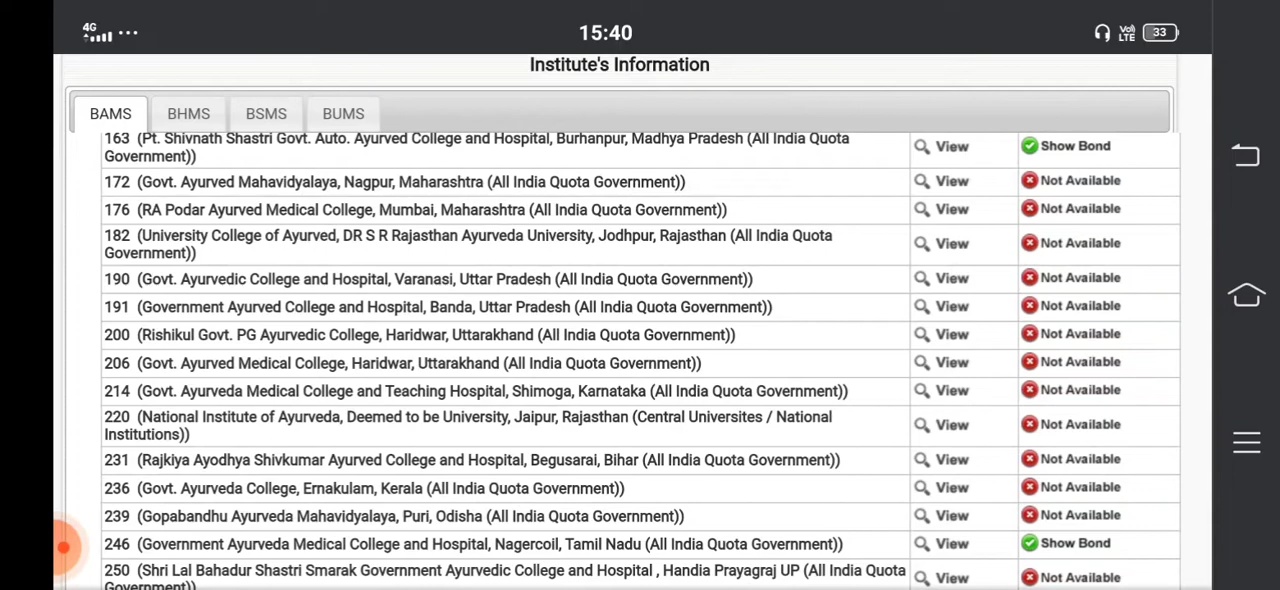 4G 15:40 Vo) LTE 33
Institute's Information
BAMS BHMS BSMS BUMS
163 (Pt. Shivnath Shastri Govt. Auto. Ayurved College and Hospital, Burhanpur, Madhya Pradesh (All India Quota View Show Bond
Government))
172 (Govt. Ayurved Mahavidyalaya, Nagpur, Maharashtra (All India Quota Government)) View Not Available
176 (RA Podar Ayurved Medical College, Mumbai, Maharashtra (All India Quota Government)) View Not Available
182 (University College of Ayurved, DR S R Rajasthan Ayurveda University, Jodhpur, Rajasthan (All India Quota View Not Available
Government))
190 (Govt. Ayurvedic College and Hospital, Varanasi, Uttar Pradesh (All India Quota Government)) View Not Available
191 (Government Ayurved College and Hospital, Banda, Uttar Pradesh (All India Quota Government)) View Not Available
200 (Rishikul Govt. PG Ayurvedic College, Haridwar, Uttarakhand (All India Quota Government)) View Not Available
206 (Govt. Ayurved Medical College, Haridwar, Uttarakhand (All India Quota Government)) View Not Available
214 (Govt. Ayurveda Medical College and Teaching Hospital, Shimoga, Karnataka (All India Quota Government)) View Not Available
220 (National Institute of Ayurveda, Deemed to be University, Jaipur, Rajasthan (Central Universites / National View Not Available
Institutions))
231 (Rajkiya Ayodhya Shivkumar Ayurved College and Hospital, Begusarai, Bihar (All India Quota Government)) View Not Available
236 (Govt. Ayurveda College, Ernakulam, Kerala (All India Quota Government)) View Not Available
239 (Gopabandhu Ayurveda Mahavidyalaya, Puri, Odisha (All India Quota Government)) View Not Available
246 (Government Ayurveda Medical College and Hospital, Nagercoil, Tamil Nadu (All India Quota Government)) View Show Bond
250 (Shri Lal Bahadur Shastri Smarak Government Ayurvedic College and Hospital , Handia Prayagraj UP (All India Quota View Not Available
Government))